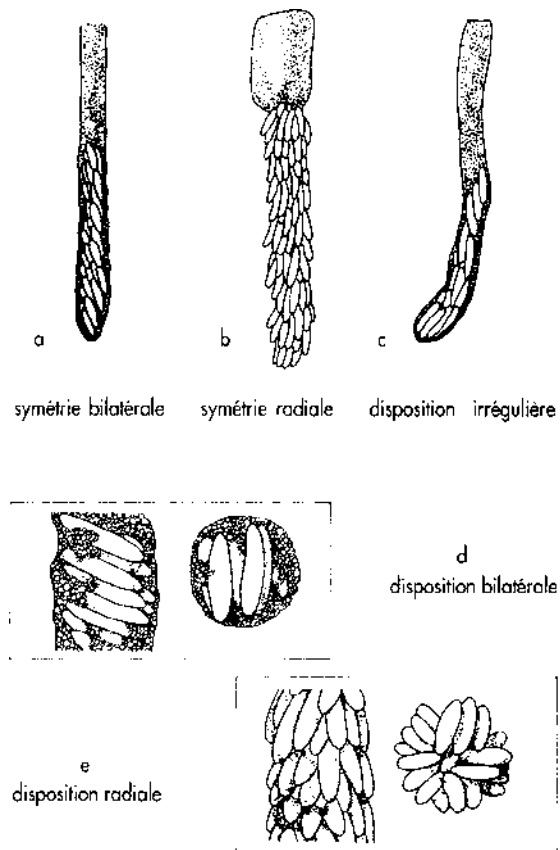 a
b
c
symétrie bilatérale
symétrie radiale
disposition irrégulière
d
disposition bilatérale
e
disposition radiale